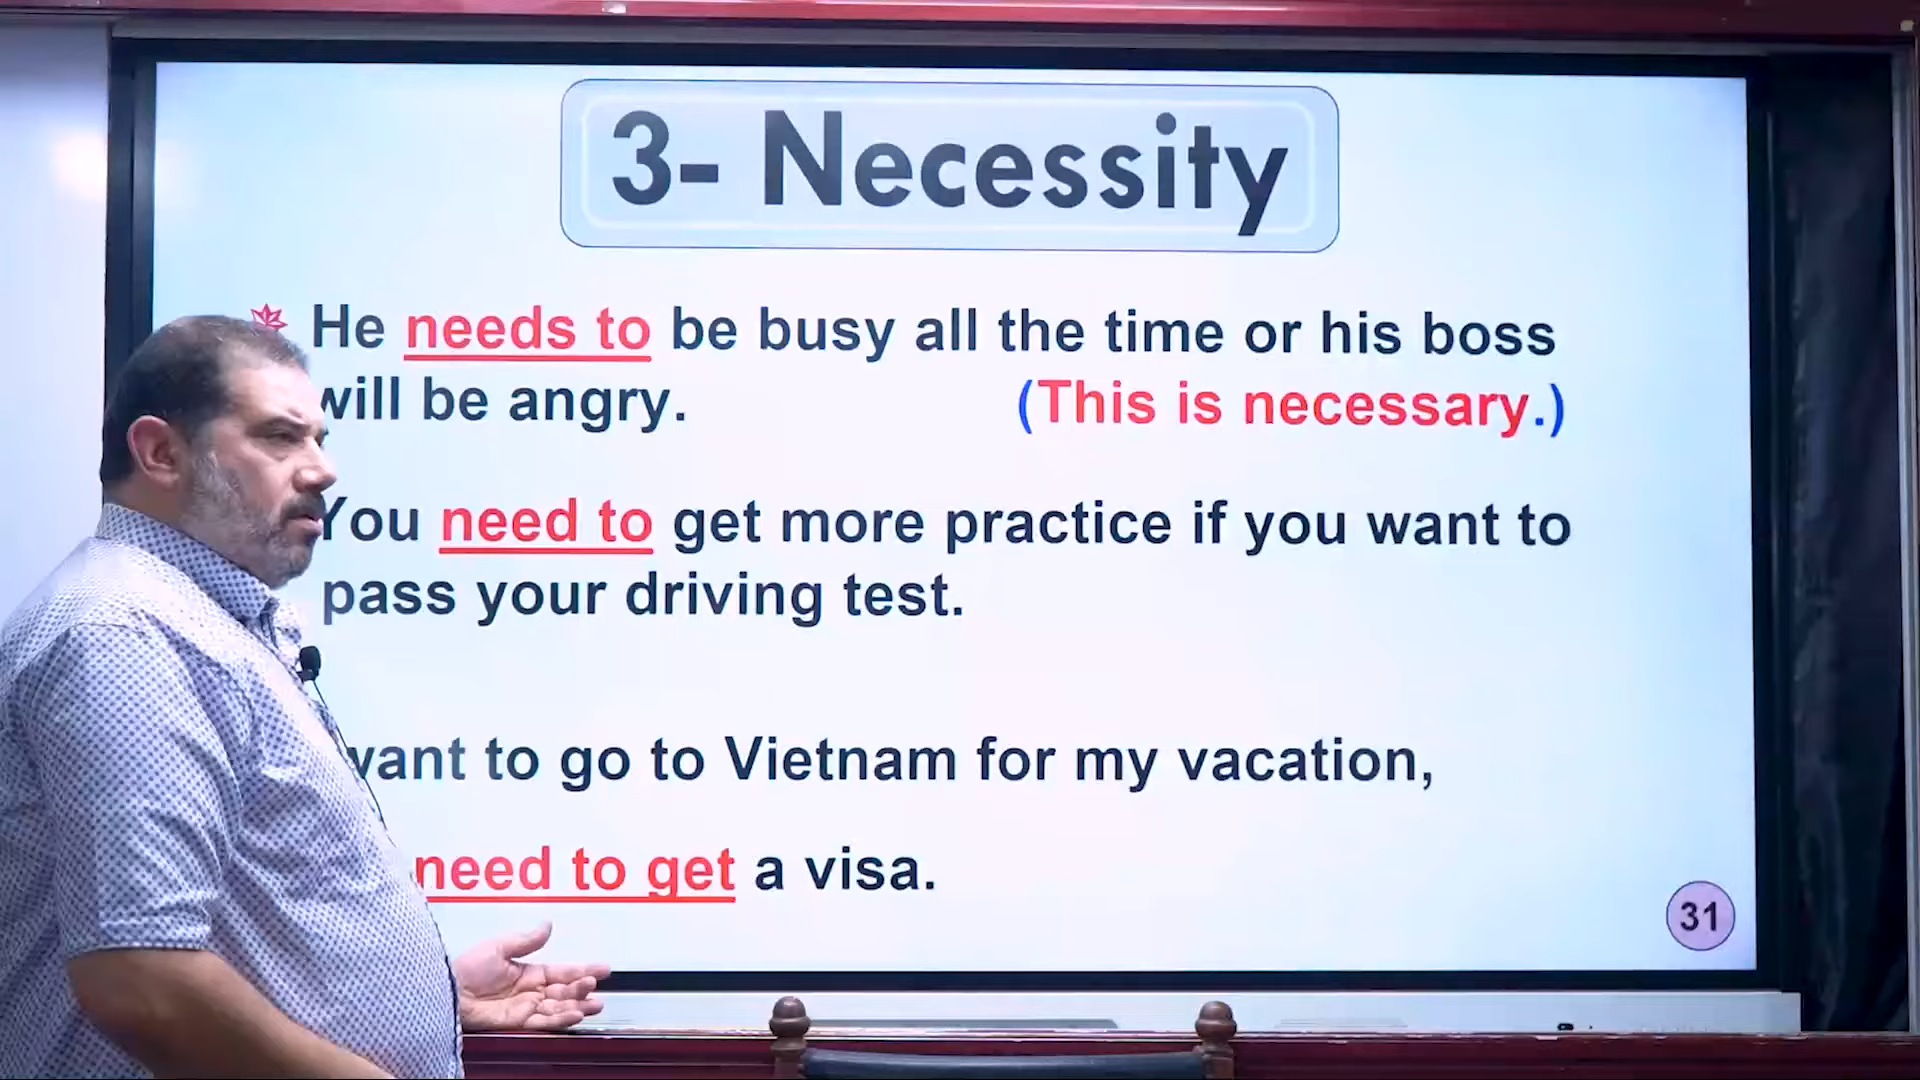 3- Necessity
He needs to be busy all the time or his boss
will be angry. (This is necessary.)
You need to get more practice if you want to
pass your driving test.
want to go to Vietnam for my vacation,
need to get a visa.
31